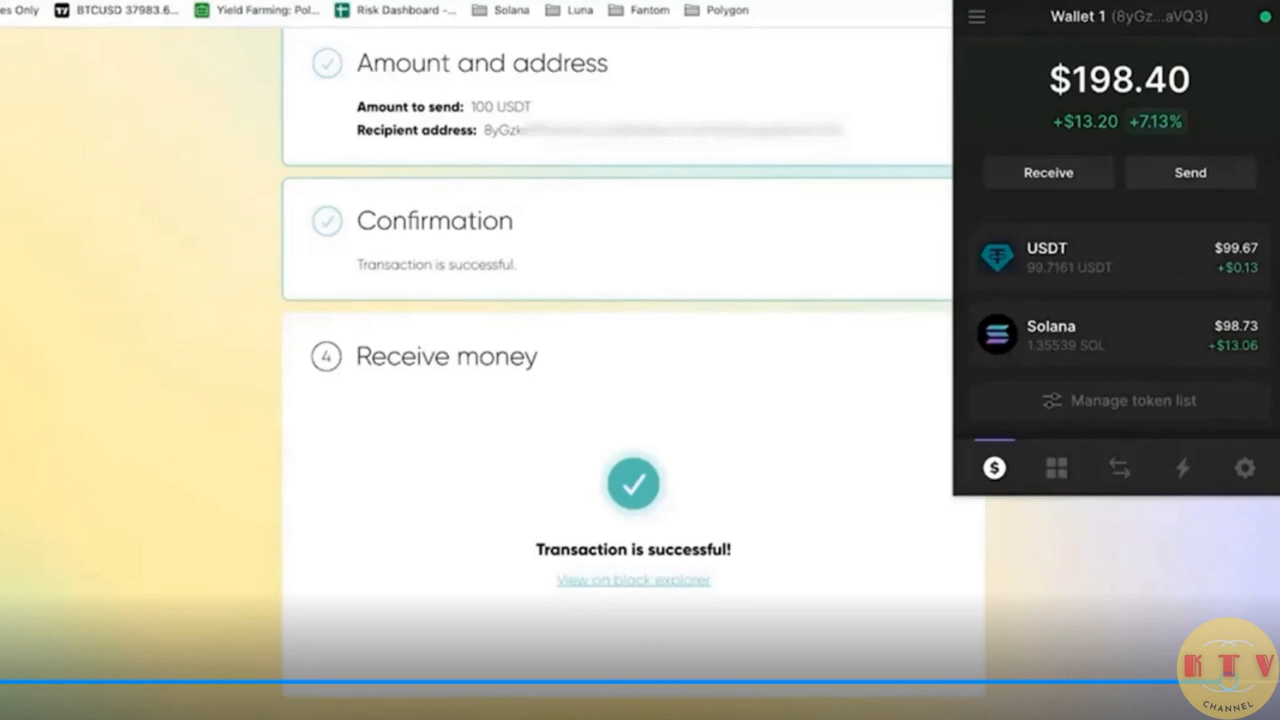 es Only
BTCUSD 37983.6...
Yield Farming: Pol...
Risk Dashboard -...
Solana
Luna
Fantom
Polygon
Amount and address
Amount to send: 100 USDT
Recipient address: 8yGzk
Confirmation
Transaction is successful.
4 Receive money
Transaction is successful!
View on block explorer
Wallet 1 (8yGz...aVQ3)
$198.40
+$13.20 +7.13%
Receive
Send
USDT $99.67
99.7161 USDT +$0.13
Solana $98.73
1.35539 SOL +$13.06
Manage token list
KTV
CHANNEL